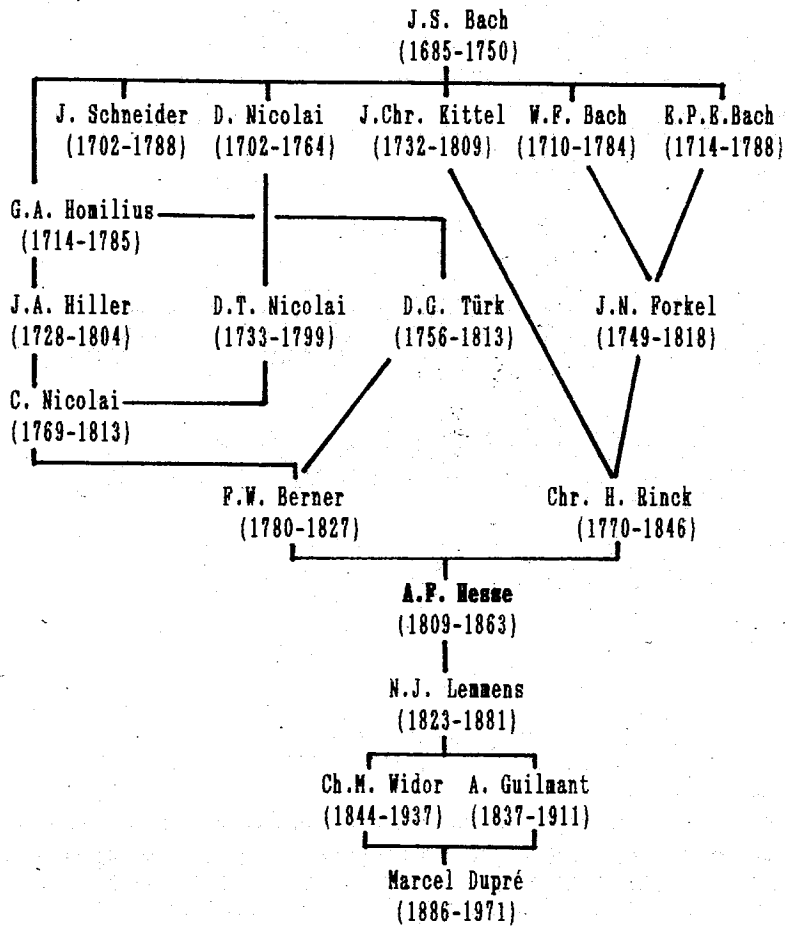 J.S. Bach
(1685-1750)
J. Schneider D. Nicolai J.Chr. Kittel W.F. Bach E.P.E.Bach
(1702-1788) (1702-1764) (1732-1809) (1710-1784) (1714-1788)
G.A. Homilius
(1714-1785)
J.A. Hiller D.T. Nicolai D.G. Türk J.N. Forkel
(1728-1804) (1733-1799) (1756-1813) (1749-1818)
C. Nicolai
(1769-1813)
F.W. Berner Chr. H. Rinck
(1780-1827) (1770-1846)
A.F. Hesse
(1809-1863)
N.J. Lemmens
(1823-1881)
Ch.M. Widor A. Guilmant
(1844-1937) (1837-1911)
Marcel Dupré
(1886-1971)